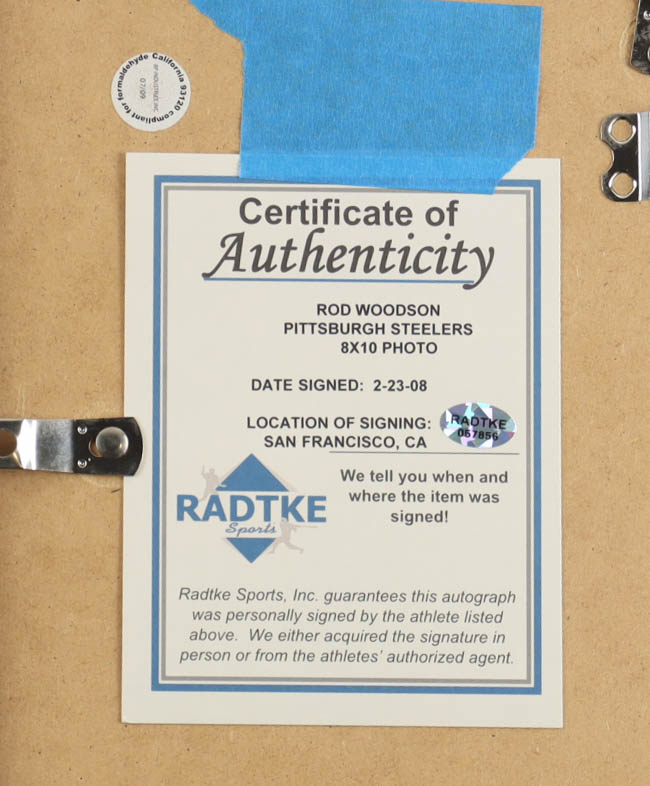 formaldehyde California 93120 compliant for
07/09
Certificate of
Authenticity
ROD WOODSON
PITTSBURGH STEELERS
8X10 PHOTO
DATE SIGNED: 2-23-08
LOCATION OF SIGNING:
SAN FRANCISCO, CA
RADTKE
057856
We tell you when and
where the item was
signed!
RADTKE
Sports
Radtke Sports, Inc. guarantees this autograph
was personally signed by the athlete listed
above. We either acquired the signature in
person or from the athletes' authorized agent.